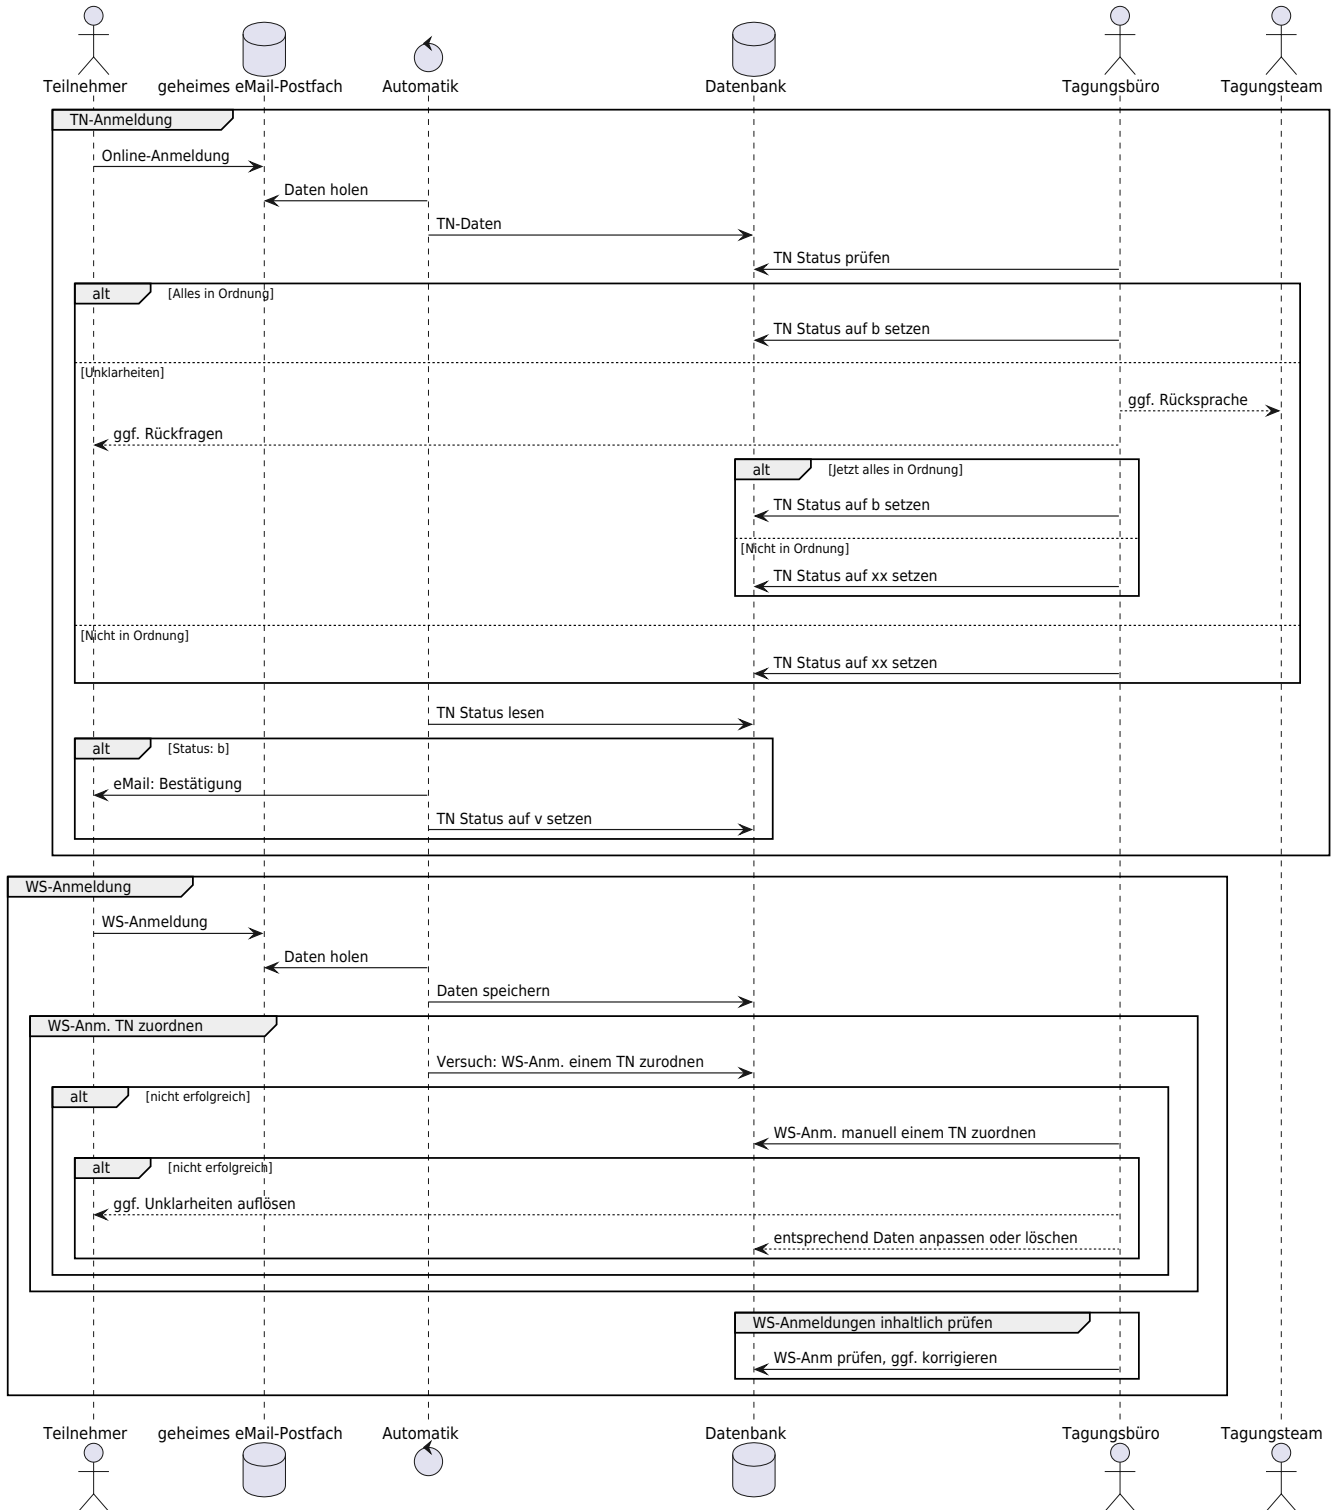 Teilnehmer
geheimes eMail-Postfach
Automatik
Datenbank
Tagungsbüro
Tagungsteam
TN-Anmeldung
Online-Anmeldung
Daten holen
TN-Daten
TN Status prüfen
alt [Alles in Ordnung]
TN Status auf b setzen
[Unklarheiten]
ggf. Rücksprache
ggf. Rückfragen
alt [Jetzt alles in Ordnung]
TN Status auf b setzen
[Nicht in Ordnung]
TN Status auf xx setzen
[Nicht in Ordnung]
TN Status auf xx setzen
TN Status lesen
alt [Status: b]
eMail: Bestätigung
TN Status auf v setzen
WS-Anmeldung
WS-Anmeldung
Daten holen
Daten speichern
WS-Anm. TN zuordnen
Versuch: WS-Anm. einem TN zurodnen
alt [nicht erfolgreich]
WS-Anm. manuell einem TN zuordnen
alt [nicht erfolgreich]
ggf. Unklarheiten auflösen
entsprechend Daten anpassen oder löschen
WS-Anmeldungen inhaltlich prüfen
WS-Anm prüfen, ggf. korrigieren
Teilnehmer
geheimes eMail-Postfach
Automatik
Datenbank
Tagungsbüro
Tagungsteam